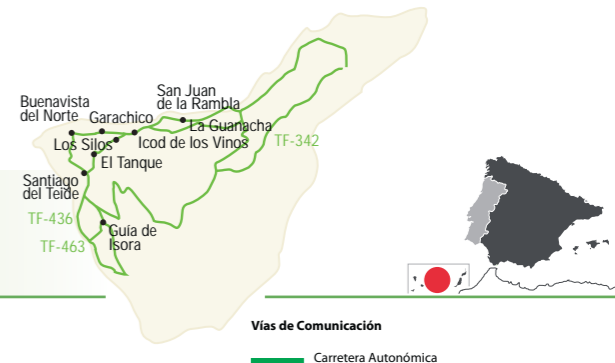 San Juan
de la Rambla
Buenavista
del Norte
Garachico
La Guanacha
Los Silos
Icod de los Vinos
TF-342
El Tanque
Santiago
del Teide
TF-436
Guía de
Isora
TF-463
Vías de Comunicación
Carretera Autonómica